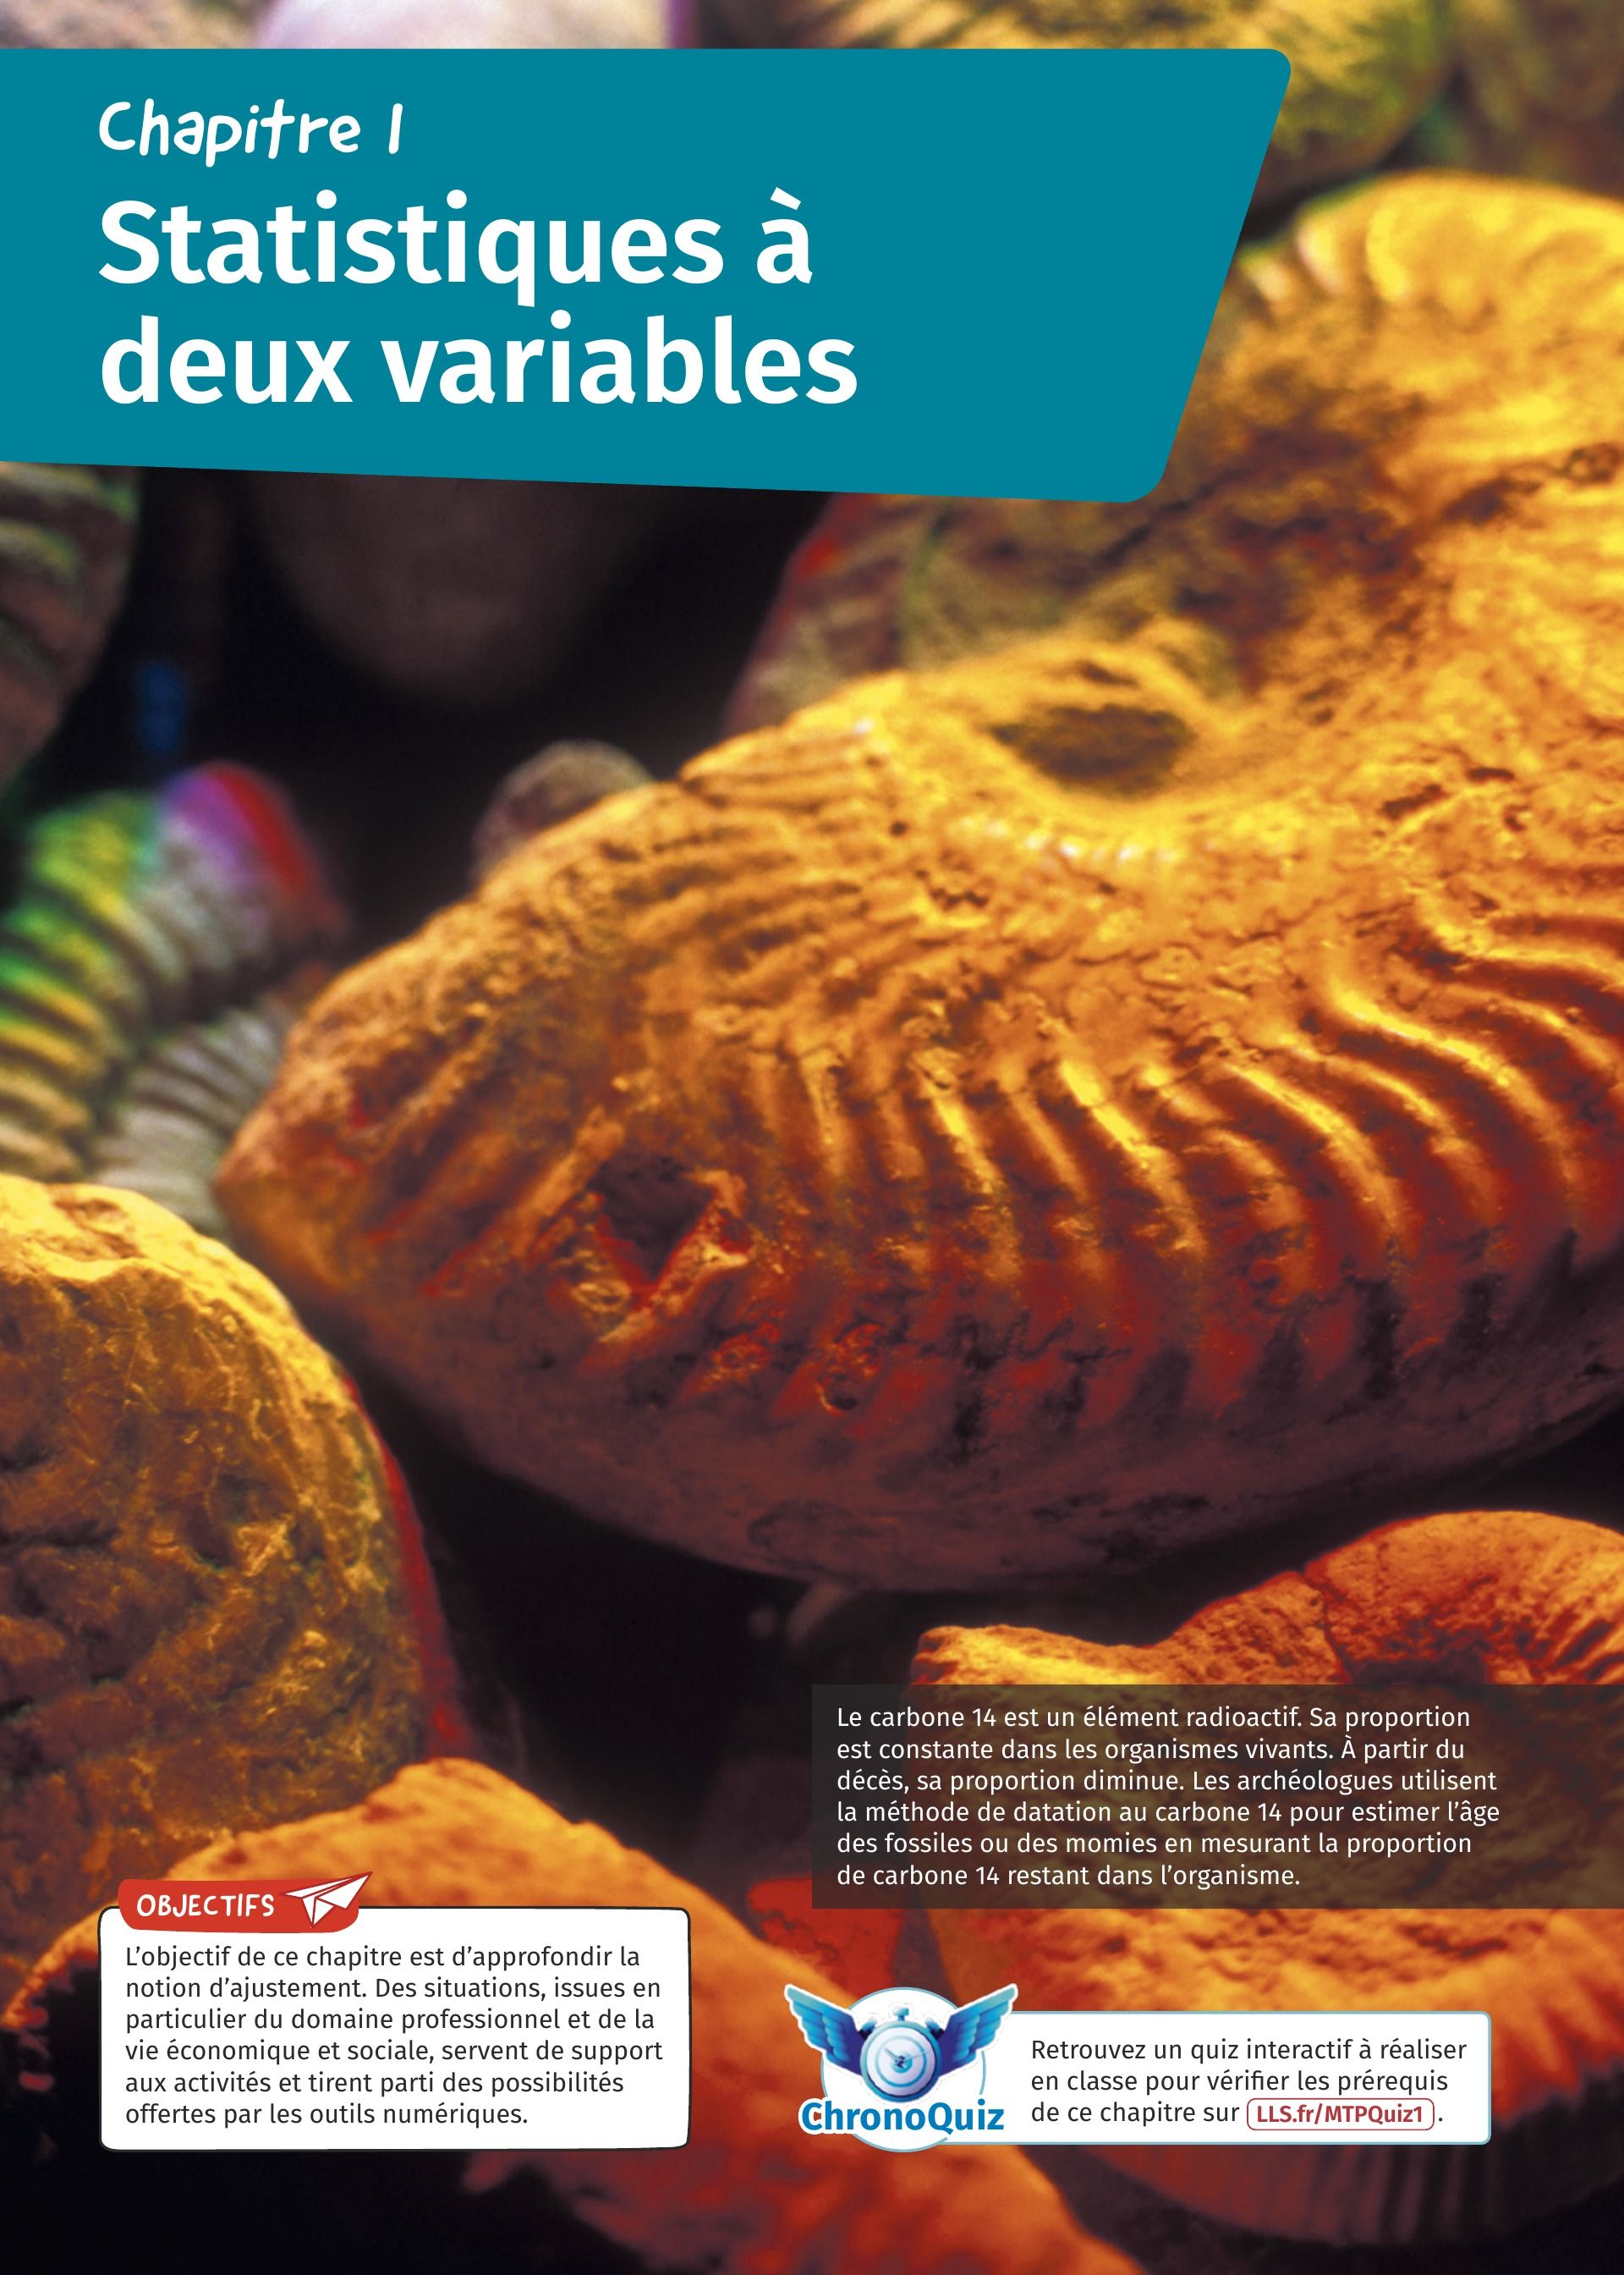 Chapitre 1
Statistiques à
deux variables
Le carbone 14 est un élément radioactif. Sa proportion
est constante dans les organismes vivants. À partir du
décès, sa proportion diminue. Les archéologues utilisent
la méthode de datation au carbone 14 pour estimer l'âge
des fossiles ou des momies en mesurant la proportion
de carbone 14 restant dans l'organisme.
OBJECTIFS
L'objectif de ce chapitre est d'approfondir la
notion d'ajustement. Des situations, issues en
particulier du domaine professionnel et de la
vie économique et sociale, servent de support
aux activités et tirent parti des possibilités
offertes par les outils numériques.
ChronoQuiz
Retrouvez un quiz interactif à réaliser
en classe pour vérifier les prérequis
de ce chapitre sur LLS.fr/MTPQuiz1.